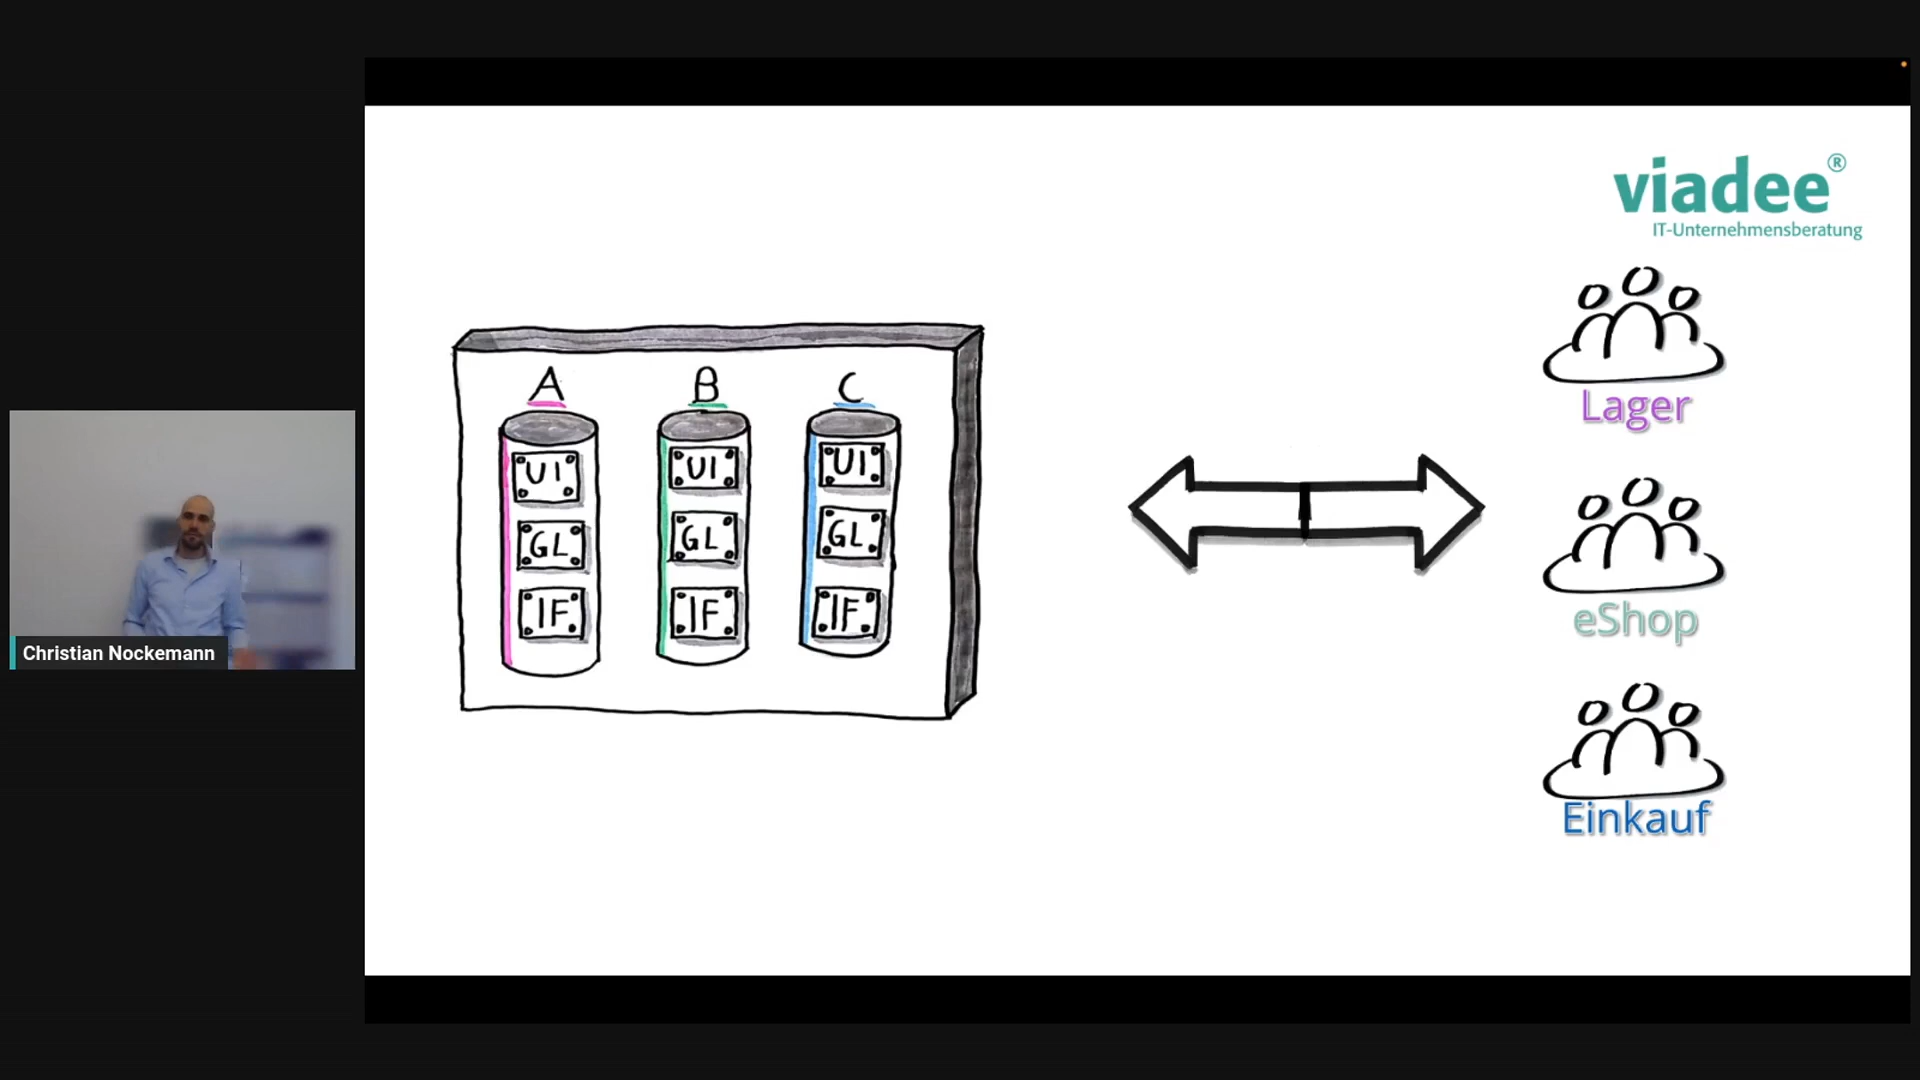 viadee®
IT-Unternehmensberatung
A B C
UI UI UI
GL GL GL
IF IF IF
Lager
eShop
Einkauf
Christian Nockemann